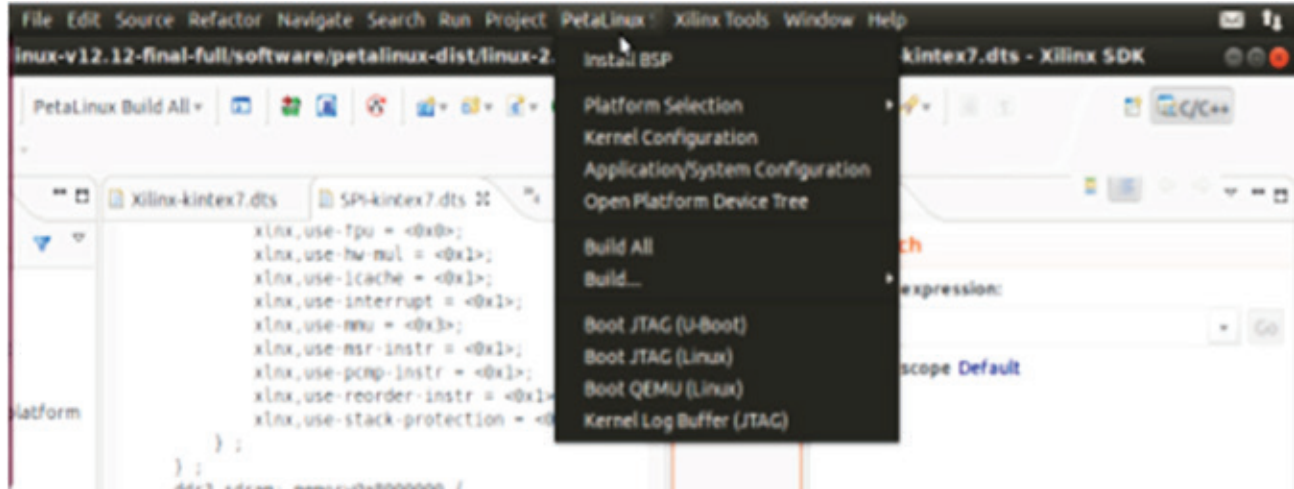 File Edit Source Refactor Navigate Search Run Project PetaLinux Xilinx Tools Window Help
inux-v12.12-final-full/software/petalinux-dist/linux-2. kintex7.dts - Xilinx SDK
PetaLinux Build All C/C++
Xilinx-kintex7.dts SPI-kintex7.dts
Install BSP
Platform Selection
Kernel Configuration
Application/System Configuration
Open Platform Device Tree
Build All
Build...
Boot JTAG (U-Boot)
Boot JTAG (Linux)
Boot QEMU (Linux)
Kernel Log Buffer (JTAG)
xlnx,use-fpu = <0x0>;
xlnx,use-hw-mul = <0x1>;
xlnx,use-icache = <0x1>;
xlnx,use-interrupt = <0x1>;
xlnx,use-mmu = <0x3>;
xlnx,use-msr-instr = <0x1>;
xlnx,use-pcmp-instr = <0x1>;
xlnx,use-reorder-instr = <0x1>
xlnx,use-stack-protection = <0
} ;
} ;
latform
ch
expression:
Go
scope Default